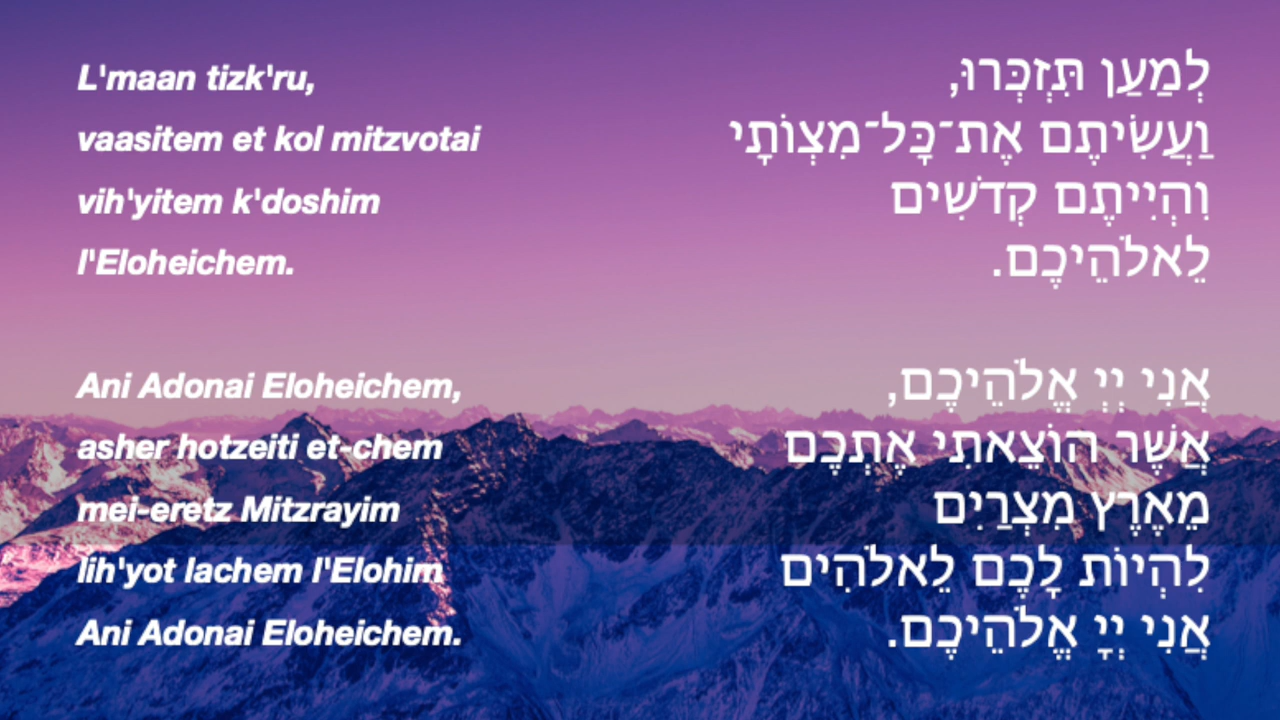 L'maan tizk'ru,
vaasitem et kol mitzvotai
vih'yitem k'doshim
l'Eloheichem.
Ani Adonai Eloheichem,
asher hotzeiti et-chem
mei-eretz Mitzrayim
lih'yot lachem l'Elohim
Ani Adonai Eloheichem.
לְמַעַן תִּזְכְּרוּ,
וַעֲשִׂיתֶם אֶת־כׇּל־מִצְוֹתָי
וִהְיִיתֶם קְדֹשִׁים
לֵאלֹהֵיכֶם.
אֲנִי יְיְ אֱלֹהֵיכֶם,
אֲשֶׁר הוֹצֵאתִי אֶתְכֶם
מֵאֶרֶץ מִצְרַיִם
לִהְיוֹת לָכֶם לֵאלֹהִים
אֲנִי יְיָ אֱלֹהֵיכֶם.